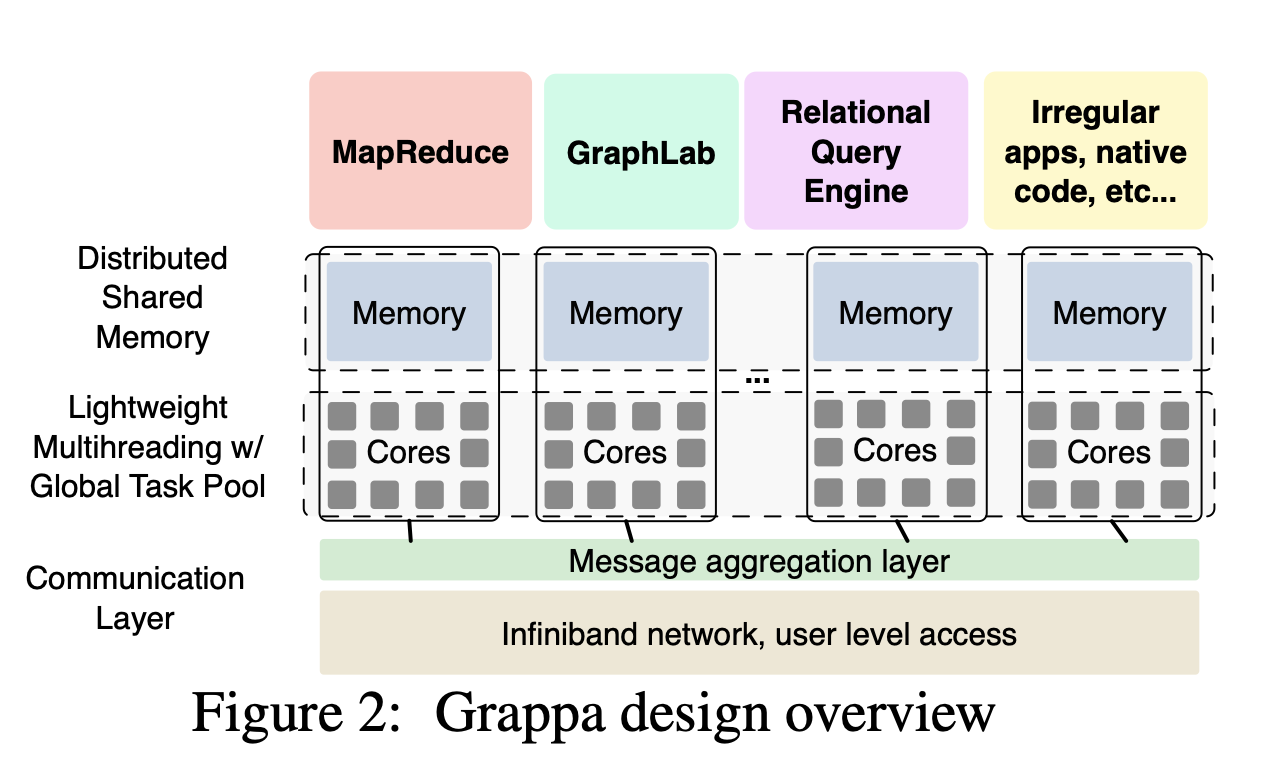 MapReduce
GraphLab
Relational
Query
Engine
Irregular
apps, native
code, etc...
Distributed
Shared
Memory
Memory
Memory
Memory
Memory
...
Lightweight
Multihreading w/
Global Task Pool
Cores
Cores
Cores
Cores
Communication
Layer
Message aggregation layer
Infiniband network, user level access
Figure 2: Grappa design overview